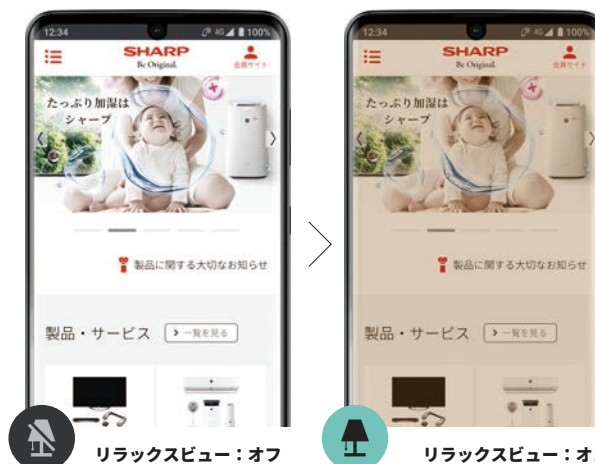 12:34
4G 100%
SHARP
Be Original.
会員サイト
たっぷり加湿は
シャープ
製品に関する大切なお知らせ
製品・サービス
一覧を見る
リラックスビュー：オフ
12:34
4G 100%
SHARP
Be Original.
会員サイト
たっぷり加湿は
シャープ
製品に関する大切なお知らせ
製品・サービス
一覧を見る
リラックスビュー：オ